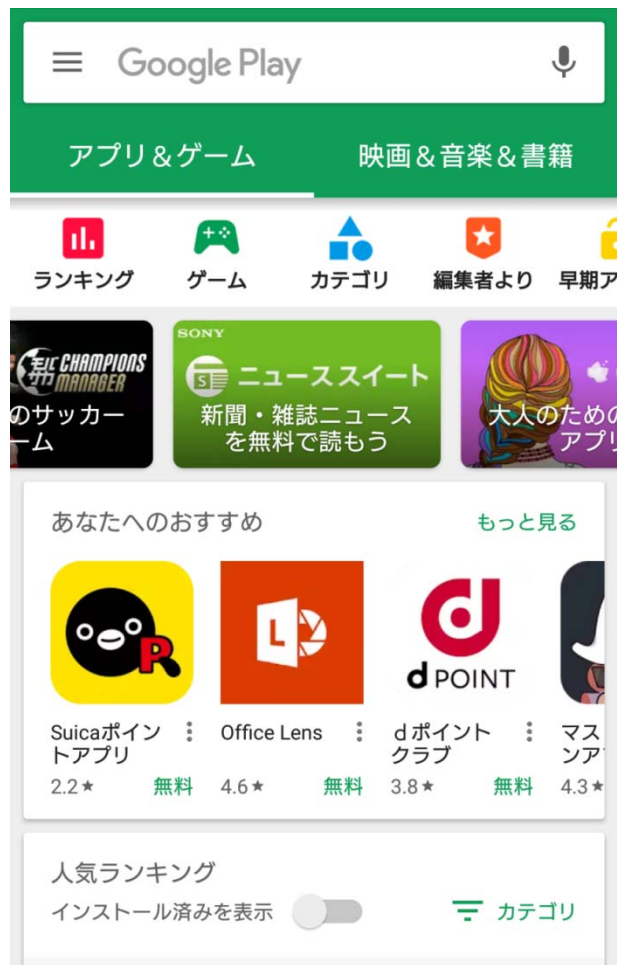 Google Play
アプリ&ゲーム 映画&音楽&書籍
ランキング ゲーム カテゴリ 編集者より 早期ア
CHAMPIONS
MANAGER
のサッカー
ーム
SONY
S ニューススイート
新聞・雑誌ニュース
を無料で読もう
大人のための
アプリ
あなたへのおすすめ もっと見る
R
L
d
d POINT
Suicaポイン
トアプリ
Office Lens
dポイント
クラブ
マス
ンア
2.2★ 無料 4.6★ 無料 3.8★ 無料 4.3★
人気ランキング
インストール済みを表示 カテゴリ